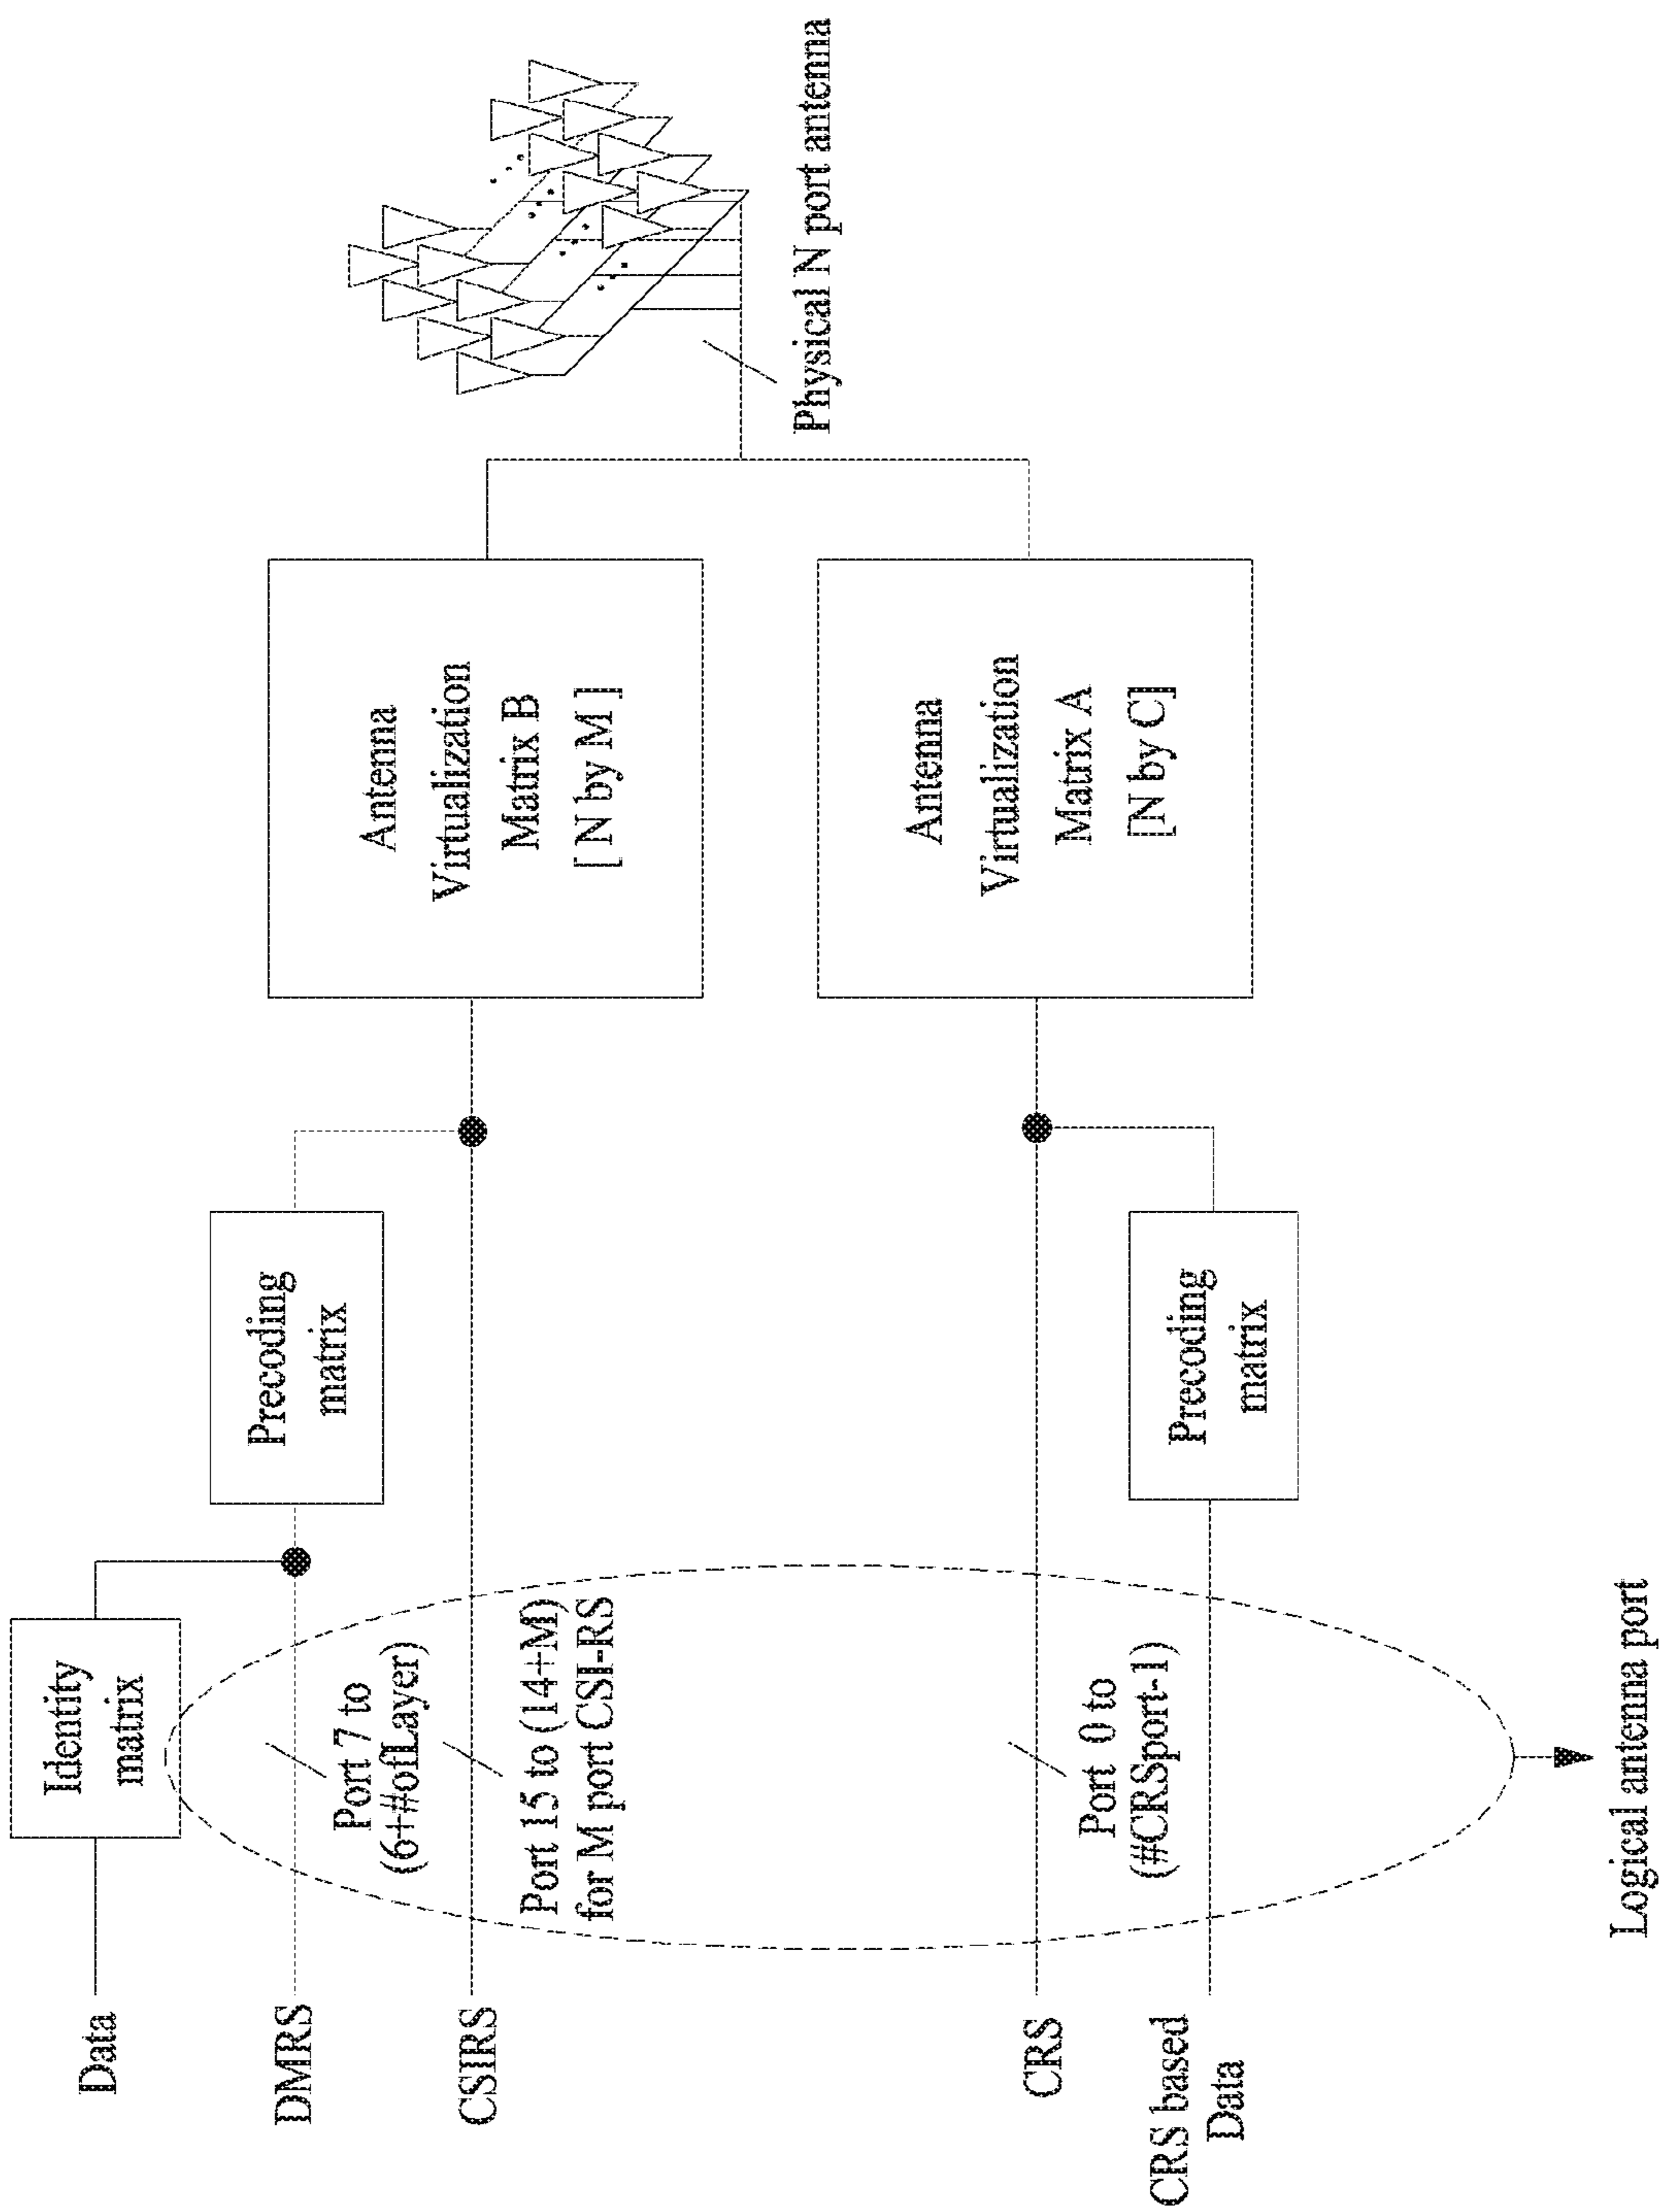 Data
Identity
matrix
DMRS
Port 7 to
(6+#ofLayer)
Precoding
matrix
CSIRS
Port 15 to (14+M)
for M port CSI-RS
Antenna
Virtualization
Matrix B
[ N by M ]
Physical N port antenna
CRS
Port 0 to
(#CRSport-1)
Antenna
Virtualization
Matrix A
[N by C]
CRS based
Data
Precoding
matrix
Logical antenna port